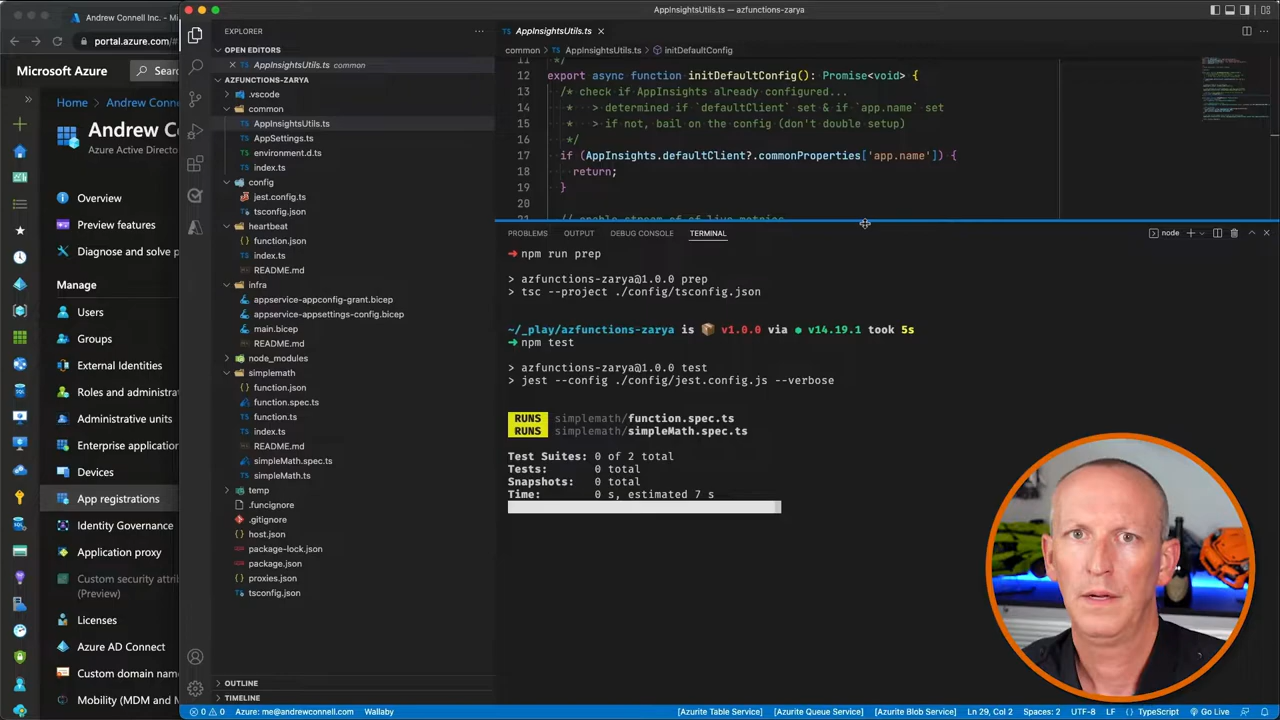 Andrew Connell Inc. - M
portal.azure.com/#
Microsoft Azure
Sear
Home > Andrew Conn
Andrew C
Azure Active Directo
Overview
Preview features
Diagnose and solve p
Manage
Users
Groups
External Identities
Roles and administra
Administrative units
Enterprise application
Devices
App registrations
Identity Governance
Application proxy
Custom security attrib
(Preview)
Licenses
Azure AD Connect
Custom domain name
Mobility (MDM and M
AppInsightsUtils.ts — azfunctions-zarya
EXPLORER
OPEN EDITORS
AppInsightsUtils.ts common
AZFUNCTIONS-ZARYA
.vscode
common
AppInsightsUtils.ts
AppSettings.ts
environment.d.ts
index.ts
config
jest.config.ts
tsconfig.json
heartbeat
function.json
index.ts
README.md
infra
appservice-appconfig-grant.bicep
appservice-appsettings-config.bicep
main.bicep
README.md
node_modules
simplemath
function.json
function.spec.ts
function.ts
index.ts
README.md
simpleMath.spec.ts
simpleMath.ts
temp
.funcignore
.gitignore
host.json
package-lock.json
package.json
proxies.json
tsconfig.json
OUTLINE
TIMELINE
AppInsightsUtils.ts
common > AppInsightsUtils.ts > initDefaultConfig
11 */
12 export async function initDefaultConfig(): Promise<void> {
13 /* check if AppInsights already configured...
14 * > determined if `defaultClient` set & if `app.name` set
15 * > if not, bail on the config (don't double setup)
16 */
17 if (AppInsights.defaultClient?.commonProperties['app.name']) {
18 return;
19 }
20
21 // enable stream of of live metrics
PROBLEMS OUTPUT DEBUG CONSOLE TERMINAL node
➜ npm run prep
> azfunctions-zarya@1.0.0 prep
> tsc --project ./config/tsconfig.json
~/_play/azfunctions-zarya is 📦 v1.0.0 via ● v14.19.1 took 5s
➜ npm test
> azfunctions-zarya@1.0.0 test
> jest --config ./config/jest.config.js --verbose
RUNS simplemath/function.spec.ts
RUNS simplemath/simpleMath.spec.ts
Test Suites: 0 of 2 total
Tests: 0 total
Snapshots: 0 total
Time: 0 s, estimated 7 s
0 0 Azure: me@andrewconnell.com Wallaby [Azurite Table Service] [Azurite Queue Service] [Azurite Blob Service] Ln 29, Col 2 Spaces: 2 UTF-8 LF {} TypeScript Go Live